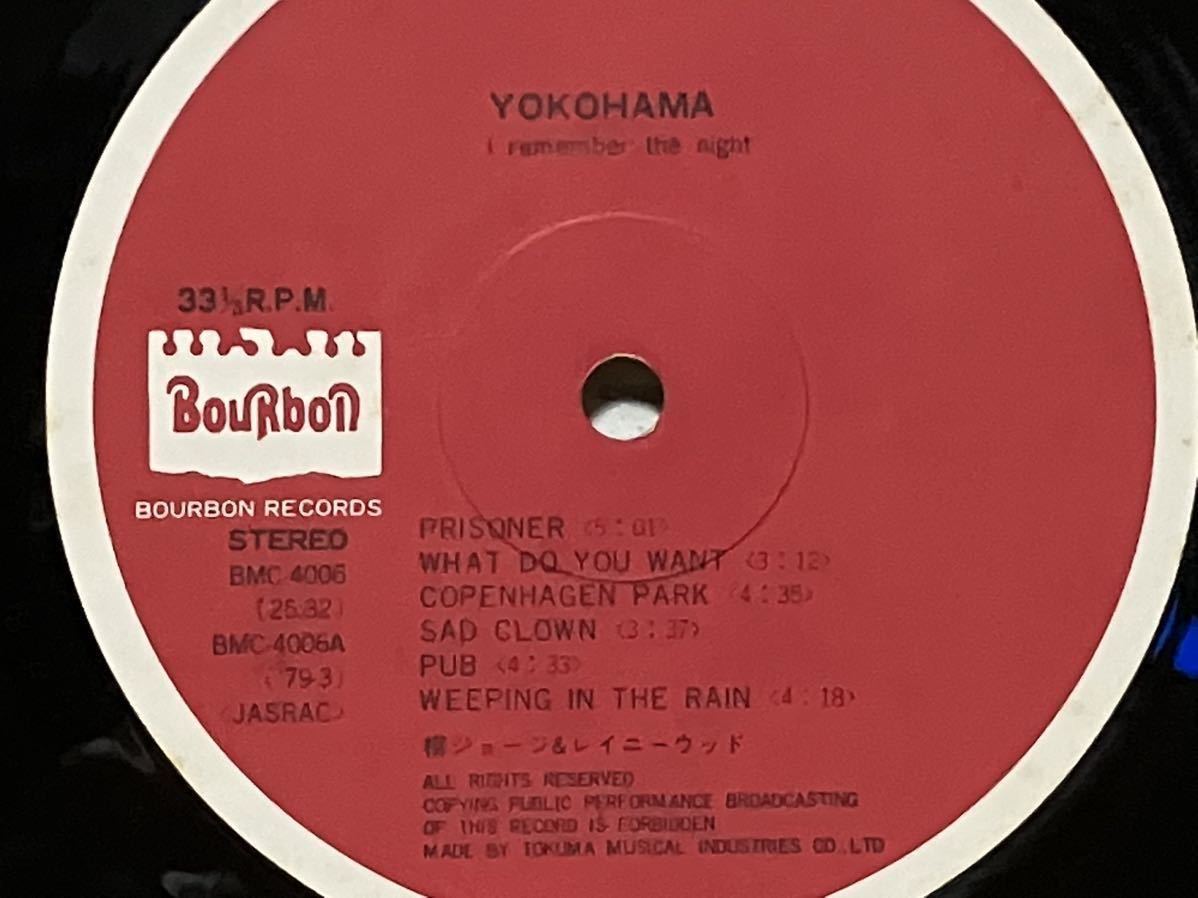 YOKOHAMA
i remember the night
33⅓R.P.M.
BouRbon
BOURBON RECORDS
STEREO
BMC-4006
(25:32)
BMC-4006A
('79·3)
<JASRAC>
PRISONER <5:01>
WHAT DO YOU WANT <3:12>
COPENHAGEN PARK <4:35>
SAD CLOWN <3:37>
PUB <4:33>
WEEPING IN THE RAIN <4:18>
柳ジョージ&レイニーウッド
ALL RIGHTS RESERVED
COPYING PUBLIC PERFORMANCE BROADCASTING
OF THIS RECORD IS FORBIDDEN
MADE BY TOKUMA MUSICAL INDUSTRIES CO.,LTD